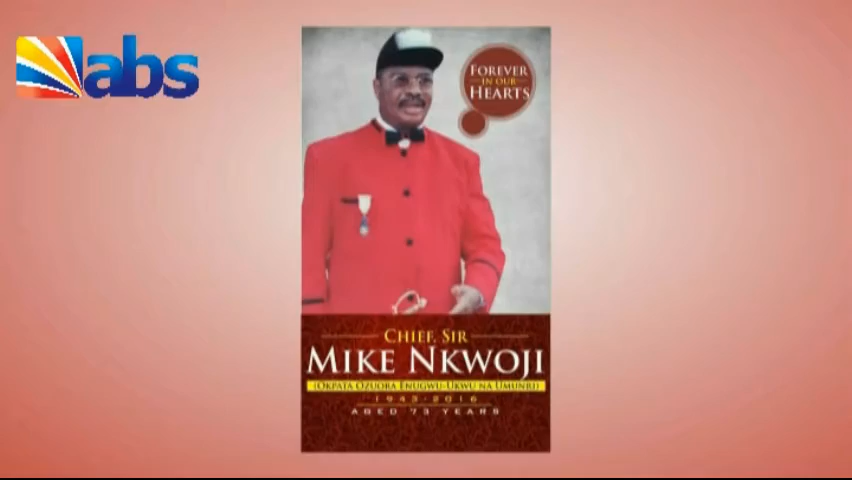 abs
FOREVER
IN OUR
HEARTS
CHIEF, SIR
MIKE NKWOJI
(OKPATA OZUORA ENUGWU-UKWU NA UMUNRI)
1943-2016
AGED 73 YEARS